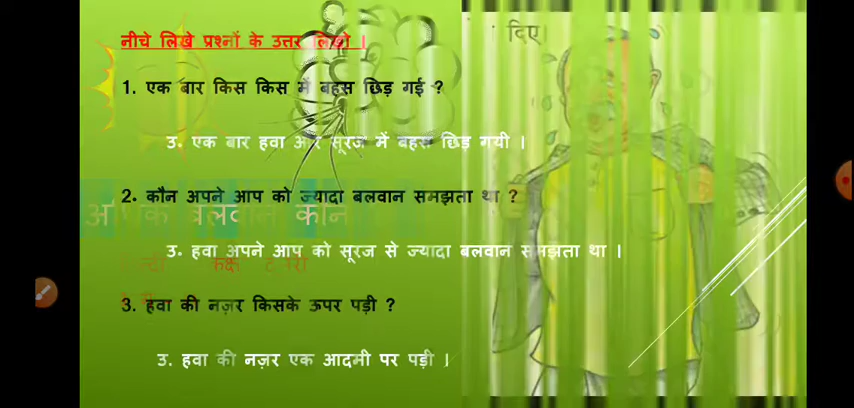 नीचे लिखे प्रश्नों के उत्तर लिखो ।
दिए
1. एक बार किस किस में बहस छिड़ गई ?
उ. एक बार हवा और सूरज में बहस छिड़ गयी ।
2. कौन अपने आप को ज्यादा बलवान समझता था ?
बलवान कौन
उ. हवा अपने आप को सूरज से ज्यादा बलवान समझता था ।
3. हवा की नज़र किसके ऊपर पड़ी ?
उ. हवा की नज़र एक आदमी पर पड़ी ।